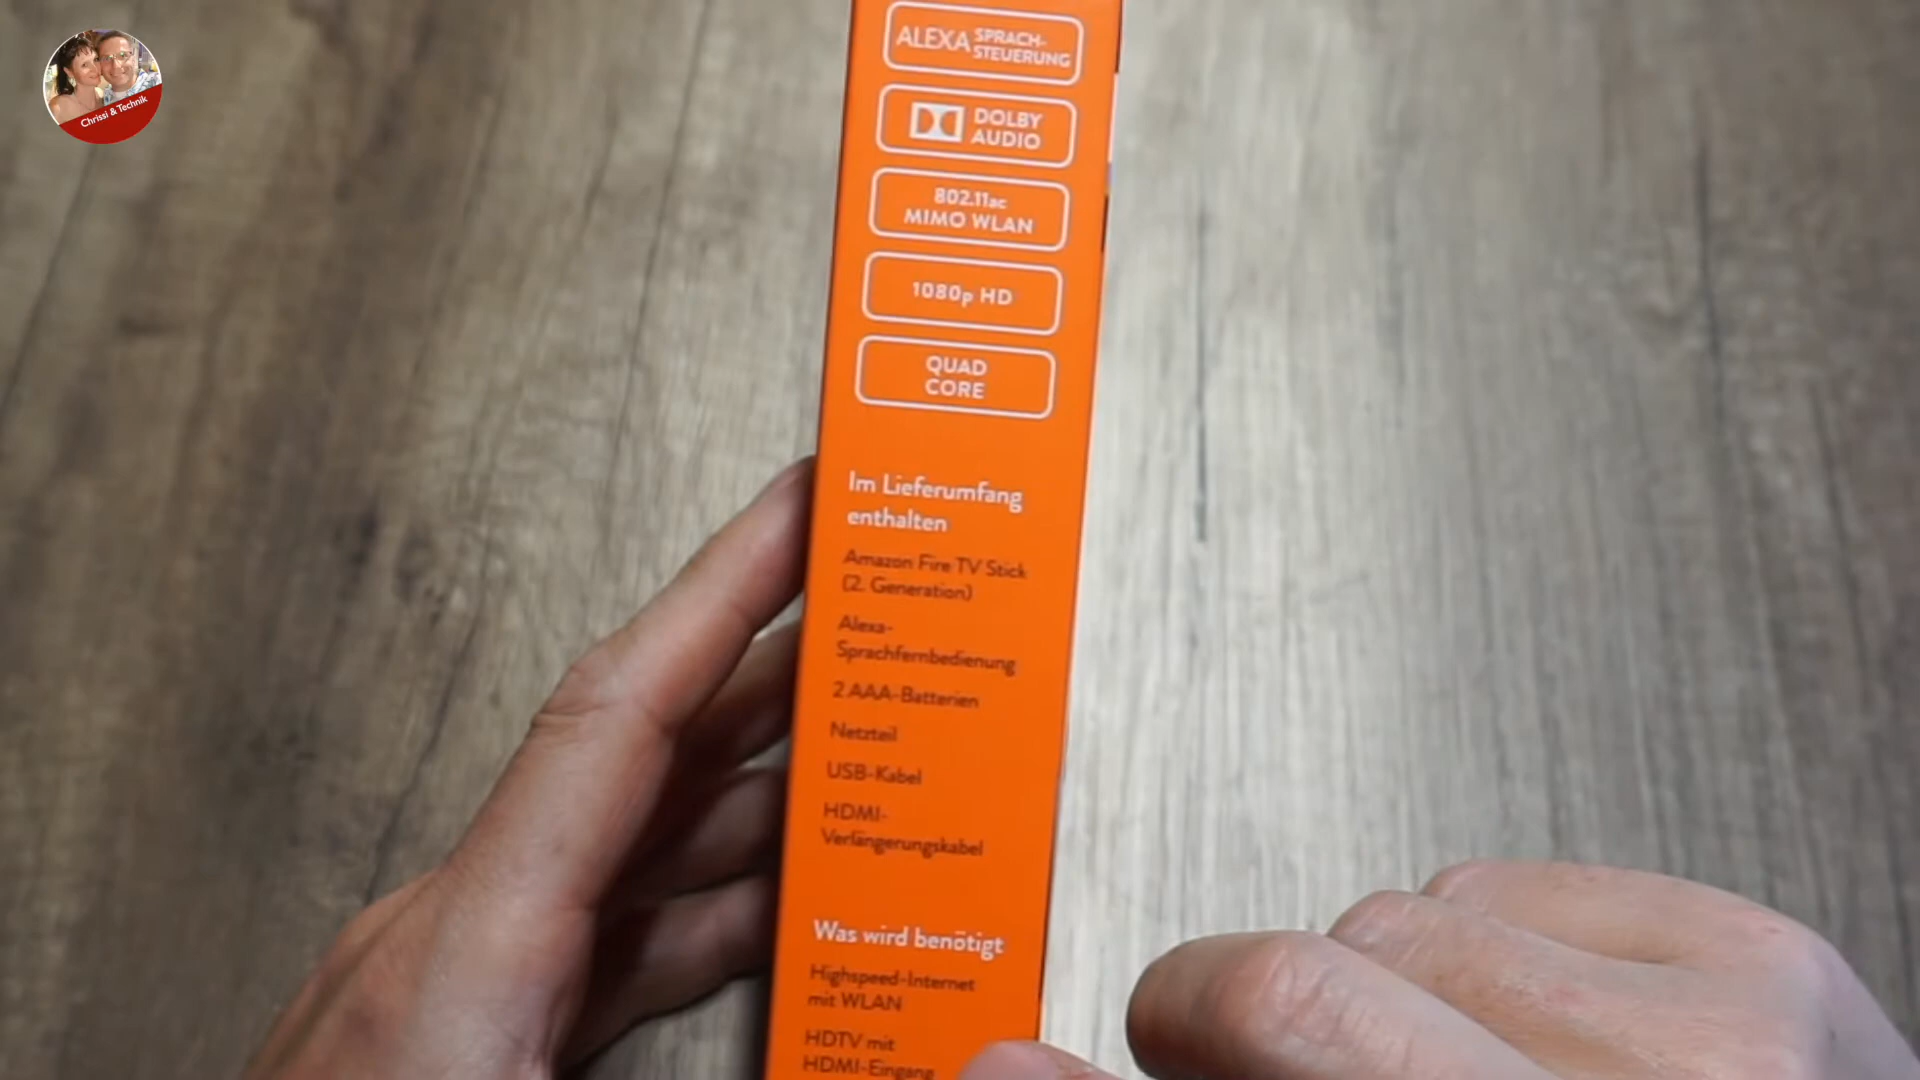 Chrissi & Technik
ALEXA SPRACH-
STEUERUNG
DOLBY
AUDIO
802.11ac
MIMO WLAN
1080p HD
QUAD
CORE
Im Lieferumfang
enthalten
Amazon Fire TV Stick
(2. Generation)
Alexa-
Sprachfernbedienung
2 AAA-Batterien
Netzteil
USB-Kabel
HDMI-
Verlängerungskabel
Was wird benötigt
Highspeed-Internet
mit WLAN
HDTV mit
HDMI-Eingang